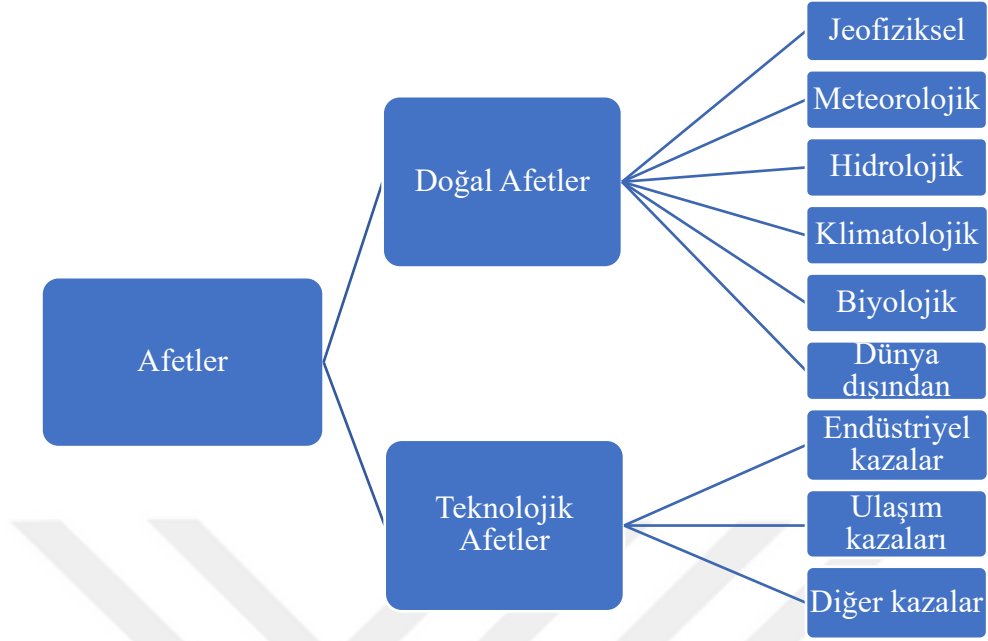 Afetler
Doğal Afetler
Jeofiziksel
Meteorolojik
Hidrolojik
Klimatolojik
Biyolojik
Dünya
dışından
Teknolojik
Afetler
Endüstriyel
kazalar
Ulaşım
kazaları
Diğer kazalar